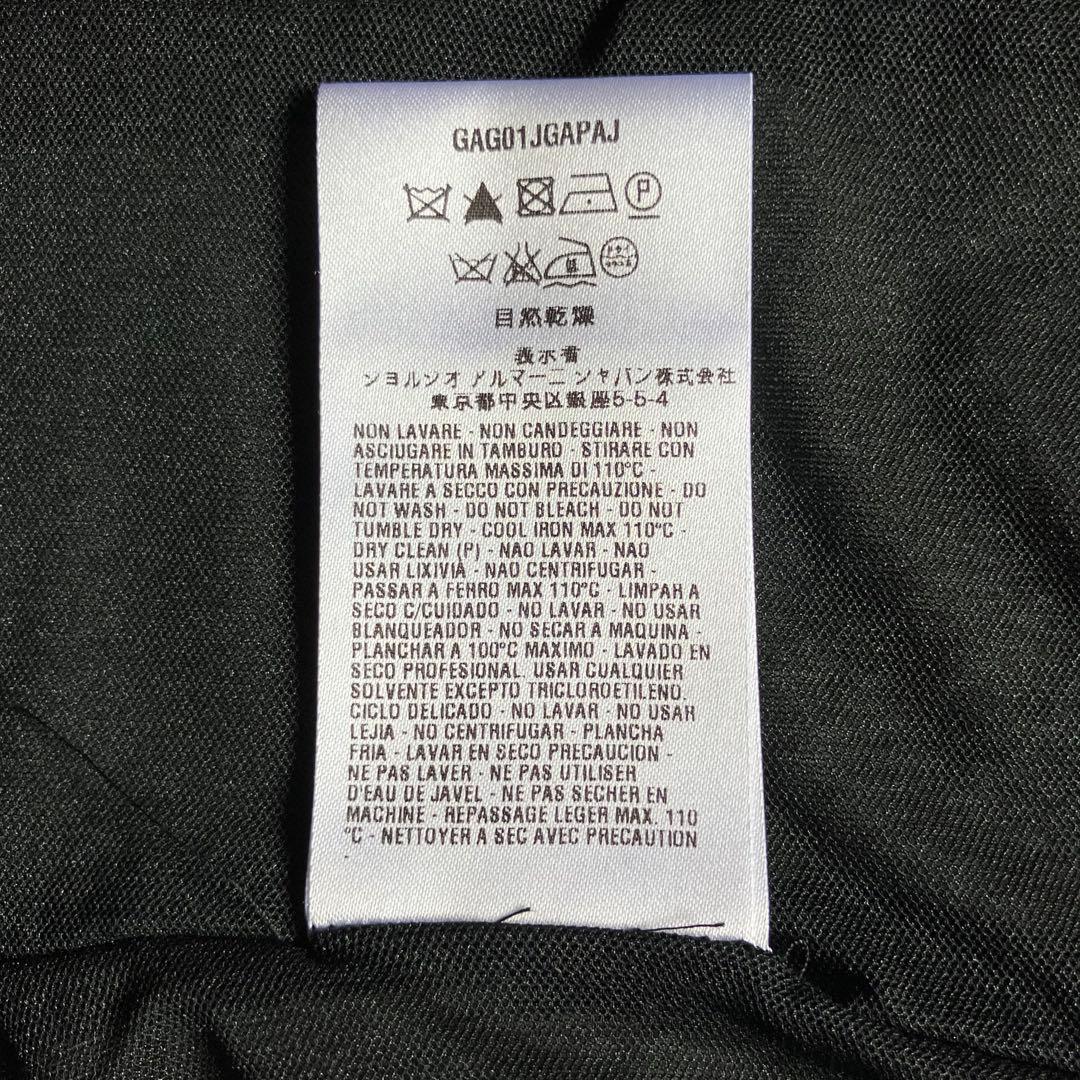 GAG01JGAPAJ
P
自然乾燥
表示者
ジョルジオ アルマーニ ジャパン株式会社
東京都中央区銀座5-5-4
NON LAVARE - NON CANDEGGIARE - NON
ASCIUGARE IN TAMBURO - STIRARE CON
TEMPERATURA MASSIMA DI 110°C -
LAVARE A SECCO CON PRECAUZIONE - DO
NOT WASH - DO NOT BLEACH - DO NOT
TUMBLE DRY - COOL IRON MAX 110°C -
DRY CLEAN (P) - NAO LAVAR - NAO
USAR LIXIVIA - NAO CENTRIFUGAR -
PASSAR A FERRO MAX 110°C - LIMPAR A
SECO C/CUIDADO - NO LAVAR - NO USAR
BLANQUEADOR - NO SECAR A MAQUINA -
PLANCHAR A 100°C MAXIMO - LAVADO EN
SECO PROFESIONAL. USAR CUALQUIER
SOLVENTE EXCEPTO TRICLOROETILENO.
CICLO DELICADO - NO LAVAR - NO USAR
LEJIA - NO CENTRIFUGAR - PLANCHA
FRIA - LAVAR EN SECO PRECAUCION -
NE PAS LAVER - NE PAS UTILISER
D'EAU DE JAVEL - NE PAS SECHER EN
MACHINE - REPASSAGE LEGER MAX. 110
°C - NETTOYER A SEC AVEC PRECAUTION